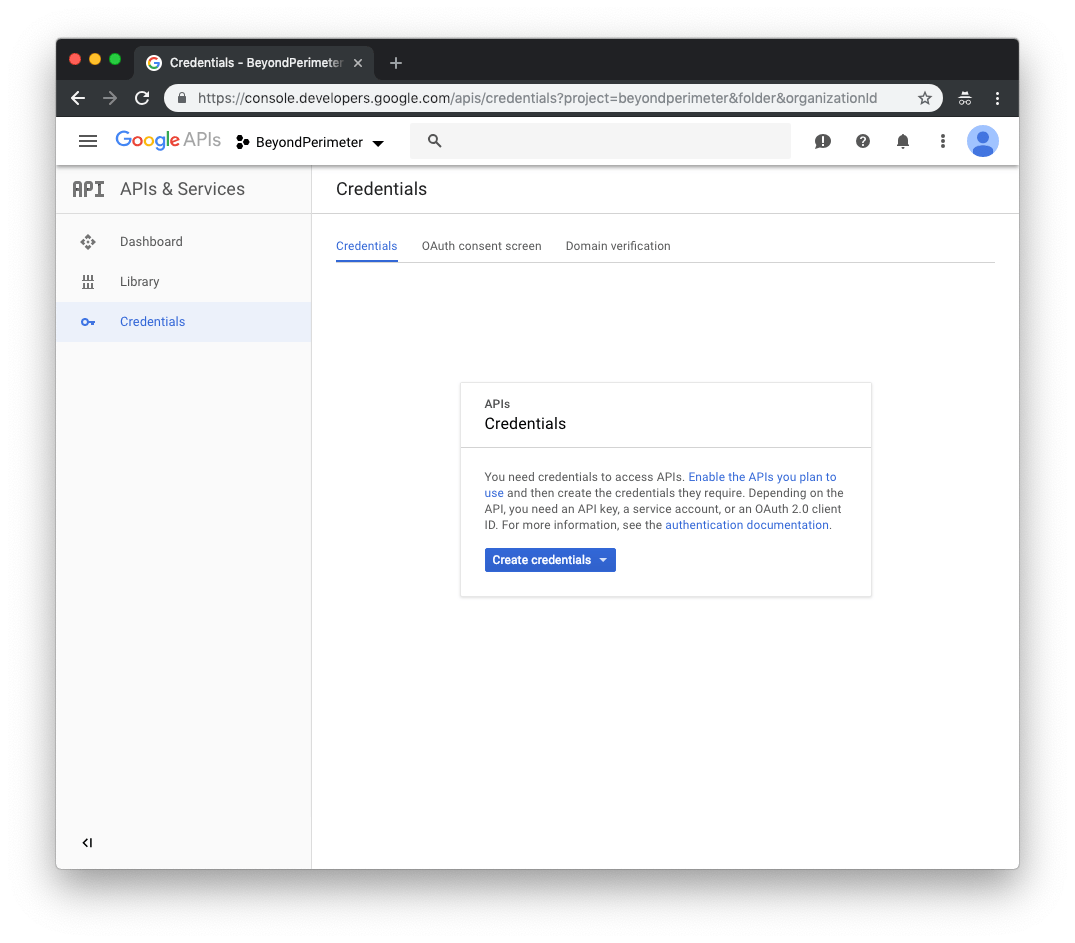 Credentials - BeyondPerimeter
https://console.developers.google.com/apis/credentials?project=beyondperimeter&folder&organizationId
Google APIs
BeyondPerimeter
API APIs & Services
Credentials
Dashboard
Library
Credentials
Credentials
OAuth consent screen
Domain verification
APIs
Credentials
You need credentials to access APIs. Enable the APIs you plan to
use and then create the credentials they require. Depending on the
API, you need an API key, a service account, or an OAuth 2.0 client
ID. For more information, see the authentication documentation.
Create credentials